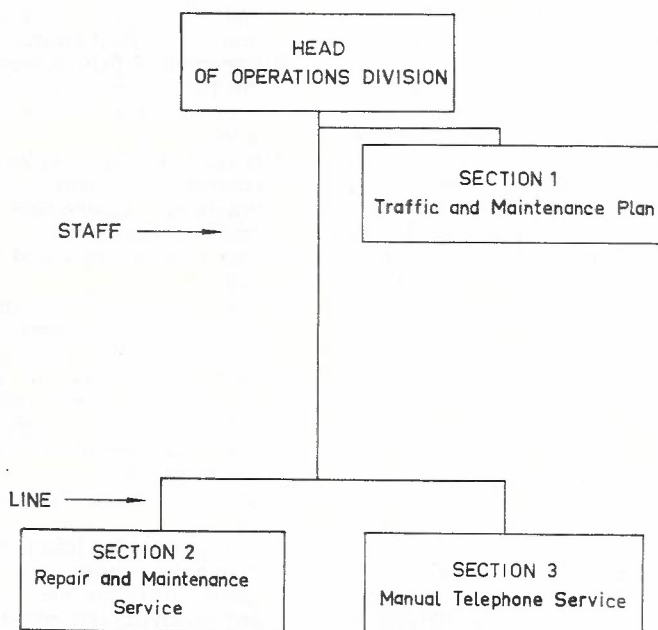 HEAD
OF OPERATIONS DIVISION
SECTION 1
Traffic and Maintenance Plan
STAFF
LINE
SECTION 2
Repair and Maintenance
Service
SECTION 3
Manual Telephone Service